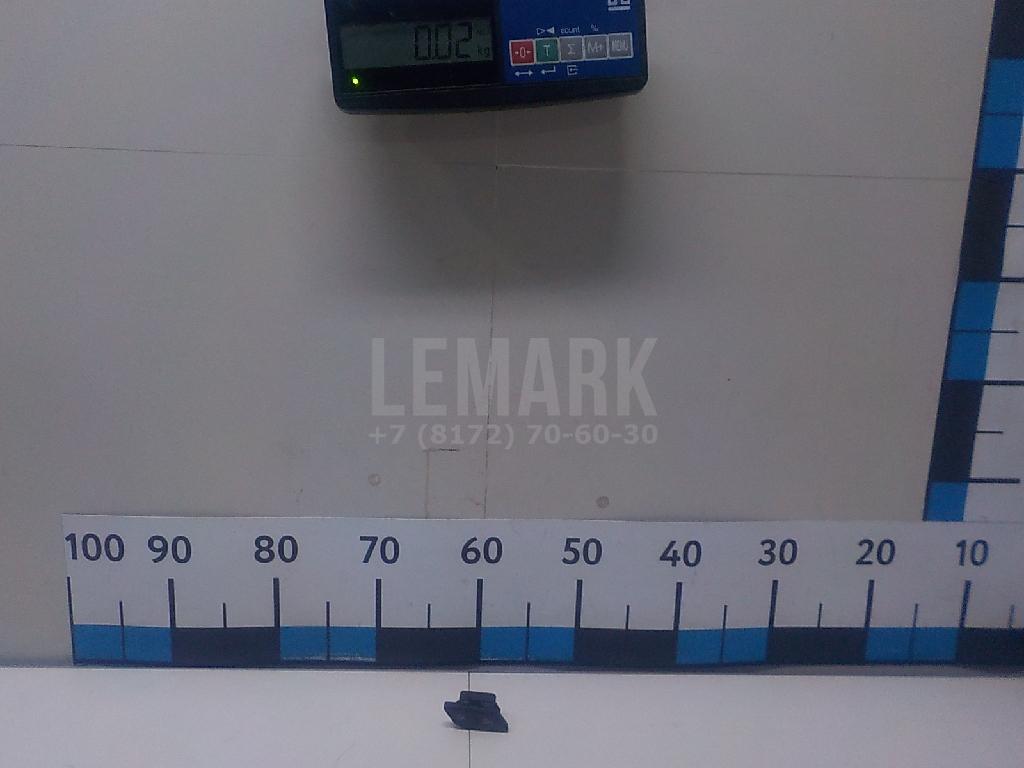 0.02 kg
count %
-0- T Σ M+ MENU
LEMARK
+7 (8172) 70-60-30
100 90 80 70 60 50 40 30 20 10